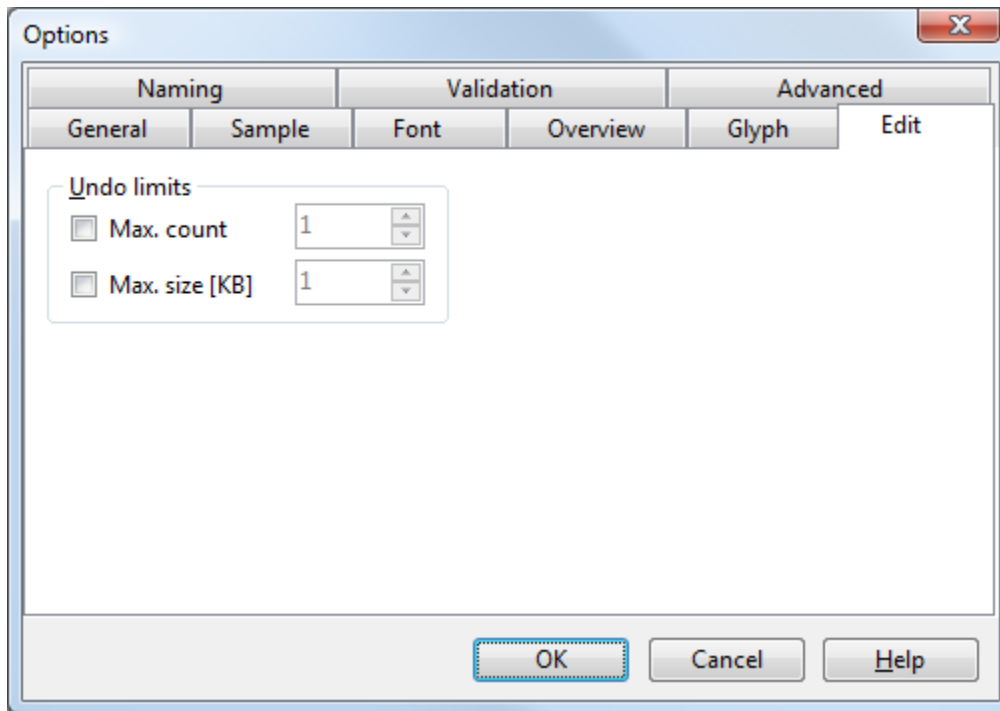 Options
Naming Validation Advanced
General Sample Font Overview Glyph Edit
Undo limits
Max. count 1
Max. size [KB] 1
OK Cancel Help